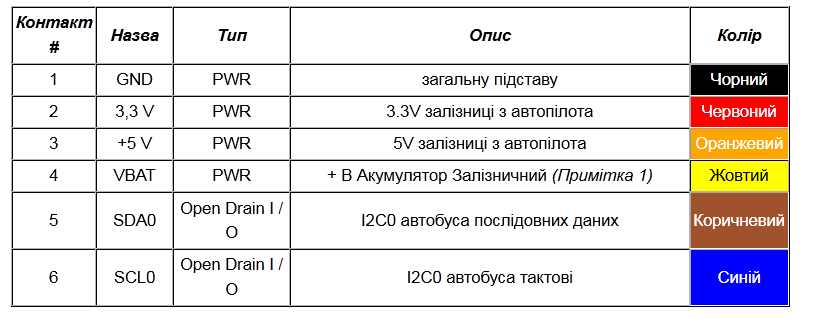 Контакт # Назва Тип Опис Колір
1 GND PWR загальну підставу Чорний
2 3,3 V PWR 3.3V залізниці з автопілота Червоний
3 +5 V PWR 5V залізниці з автопілота Оранжевий
4 VBAT PWR + В Акумулятор Залізничний (Примітка 1) Жовтий
5 SDA0 Open Drain I / O I2C0 автобуса послідовних даних Коричневий
6 SCL0 Open Drain I / O I2C0 автобуса тактові Синій